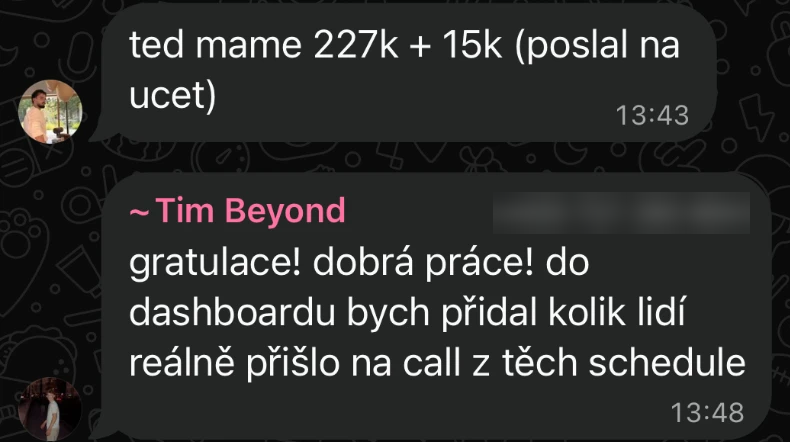 ted mame 227k + 15k (poslal na
ucet)
13:43
~ Tim Beyond
gratulace! dobrá práce! do
dashboardu bych přidal kolik lidí
reálně přišlo na call z těch schedule
13:48